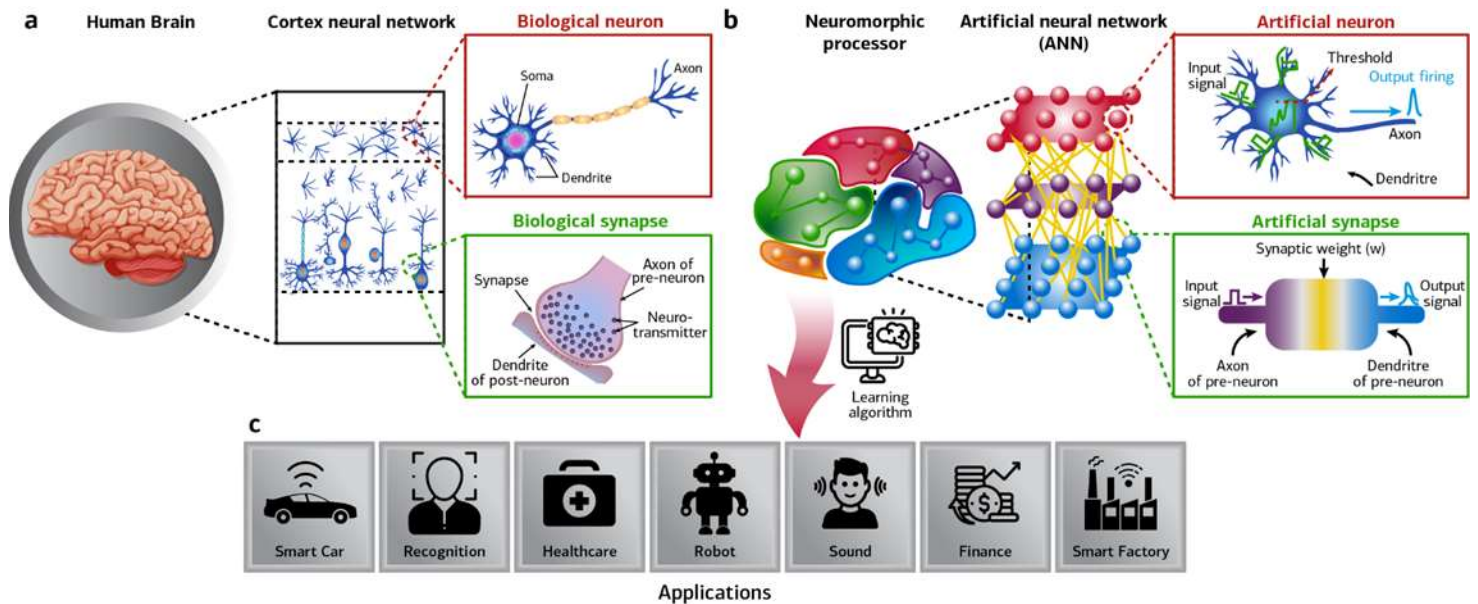 a
Human Brain
Cortex neural network
Biological neuron
Soma
Axon
Dendrite
Biological synapse
Synapse
Axon of
pre-neuron
Neuro-
transmitter
Dendrite
of post-neuron
b
Neuromorphic
processor
Artificial neural network
(ANN)
Artificial neuron
Input
signal
Threshold
Output firing
Axon
Dendritre
Artificial synapse
Synaptic weight (w)
Input
signal
Output
signal
Axon
of pre-neuron
Dendritre
of pre-neuron
Learning
algorithm
c
$
Smart Car
Recognition
Healthcare
Robot
Sound
Finance
Smart Factory
Applications